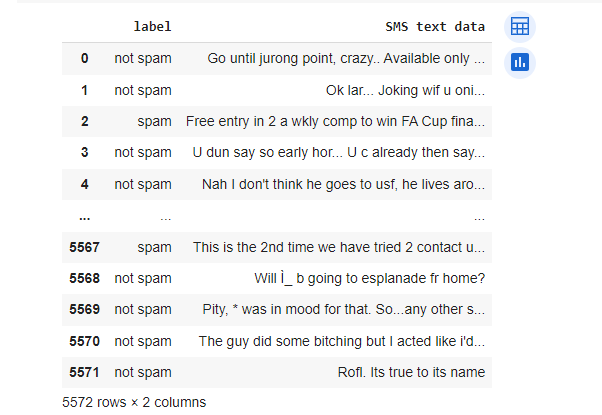 label SMS text data
0 not spam Go until jurong point, crazy.. Available only ...
1 not spam Ok lar... Joking wif u oni...
2 spam Free entry in 2 a wkly comp to win FA Cup fina...
3 not spam U dun say so early hor... U c already then say...
4 not spam Nah I don't think he goes to usf, he lives aro...
... ... ...
5567 spam This is the 2nd time we have tried 2 contact u...
5568 not spam Will Ì_ b going to esplanade fr home?
5569 not spam Pity, * was in mood for that. So...any other s...
5570 not spam The guy did some bitching but I acted like i'd...
5571 not spam Rofl. Its true to its name
5572 rows × 2 columns